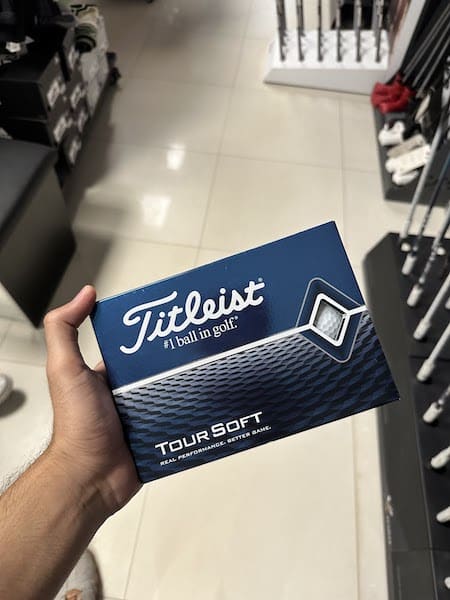 Titleist®
#1 ball in golf.®
TOUR SOFT
REAL PERFORMANCE. BETTER GAME.